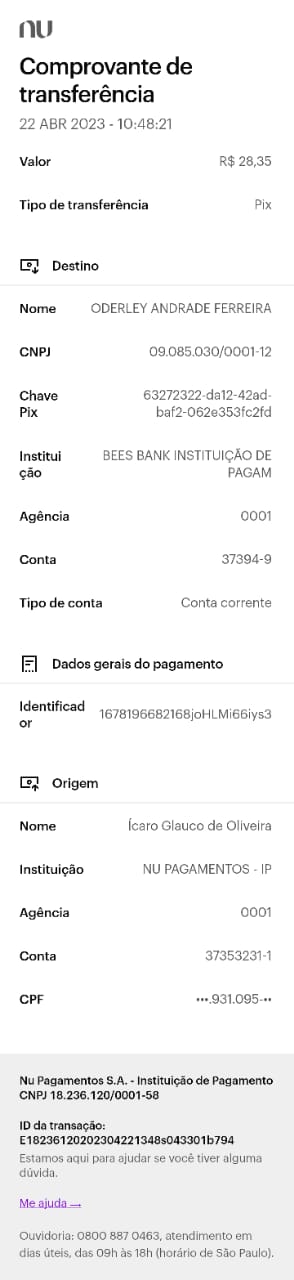 nu
Comprovante de
transferência
22 ABR 2023 - 10:48:21
Valor R$ 28,35
Tipo de transferência Pix
Destino
Nome ODERLEY ANDRADE FERREIRA
CNPJ 09.085.030/0001-12
Chave 63272322-da12-42ad-
Pix baf2-062e353fc2fd
Institui BEES BANK INSTITUIÇÃO DE
ção PAGAM
Agência 0001
Conta 37394-9
Tipo de conta Conta corrente
Dados gerais do pagamento
Identificad
or 1678196682168joHLMi66iys3
Origem
Nome Ícaro Glauco de Oliveira
Instituição NU PAGAMENTOS - IP
Agência 0001
Conta 37353231-1
CPF •••.931.095-••
Nu Pagamentos S.A. - Instituição de Pagamento
CNPJ 18.236.120/0001-58
ID da transação:
E18236120202304221348s043301b794
Estamos aqui para ajudar se você tiver alguma
dúvida.
Me ajuda →
Ouvidoria: 0800 887 0463, atendimento em
dias úteis, das 09h às 18h (horário de São Paulo).